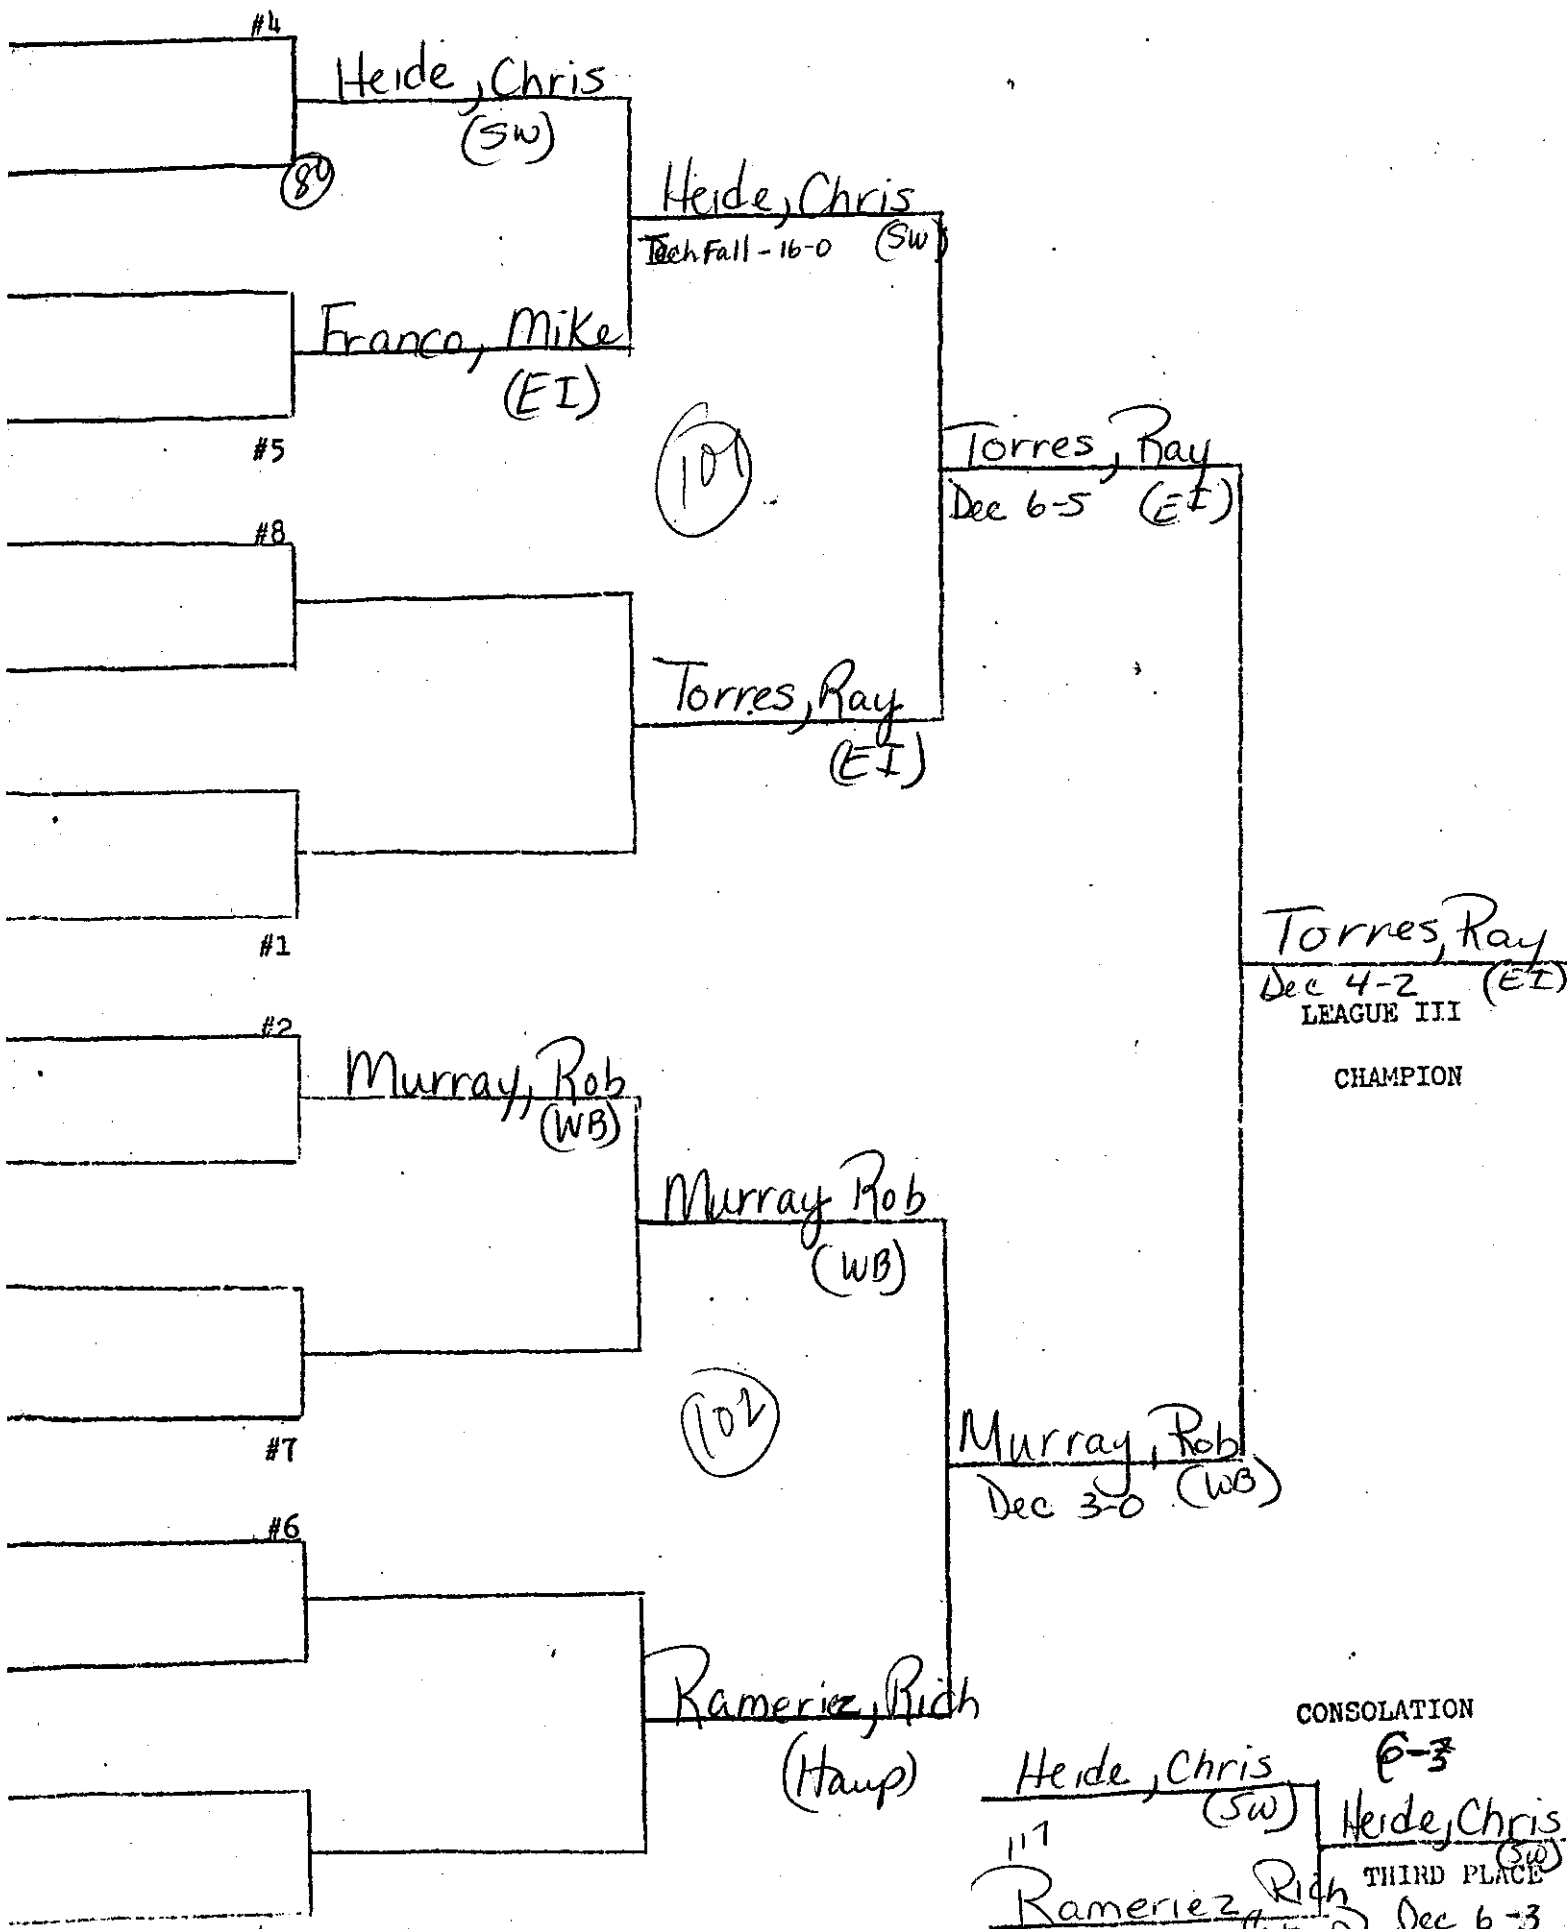 #4
Heide, Chris
(SW)
80
Heide, Chris
Tech Fall - 16-0 (SW)
Franco, Mike
(EI)
#5
101
Torres, Ray
Dec 6-5 (EI)
#8
Torres, Ray
(EI)
#1
Torres, Ray
Dec 4-2 (EI)
LEAGUE III
CHAMPION
#2
Murray, Rob
(WB)
Murray Rob
(WB)
#7
102
Murray, Rob
Dec 3-0 (WB)
#6
Rameriez, Rich
(Haup)
CONSOLATION
6-3
Heide, Chris
(SW)
Heide, Chris
(SW)
THIRD PLACE
Rameriez, Rich
Dec 6-3